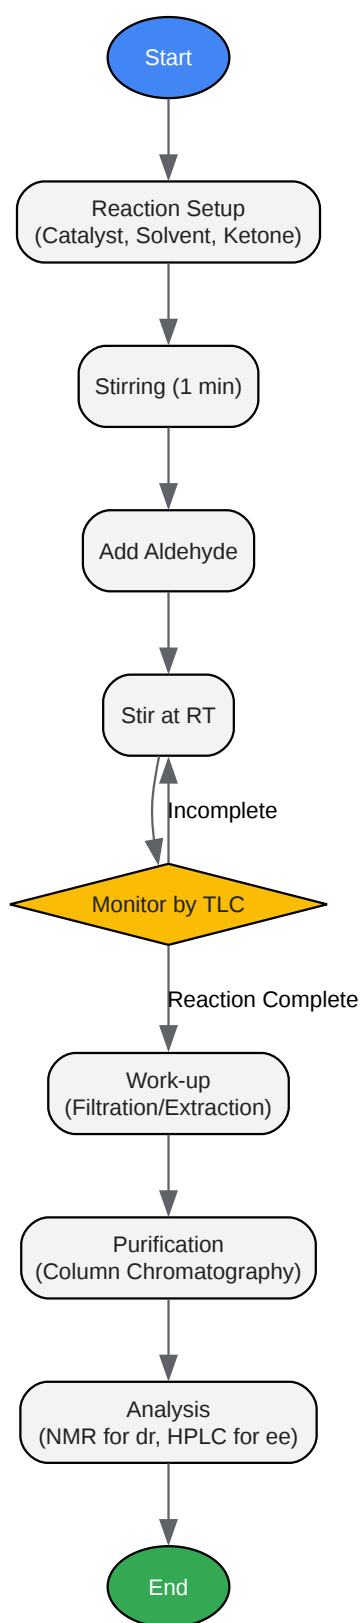 Start
Reaction Setup
(Catalyst, Solvent, Ketone)
Stirring (1 min)
Add Aldehyde
Stir at RT
Incomplete
Monitor by TLC
Reaction Complete
Work-up
(Filtration/Extraction)
Purification
(Column Chromatography)
Analysis
(NMR for dr, HPLC for ee)
End